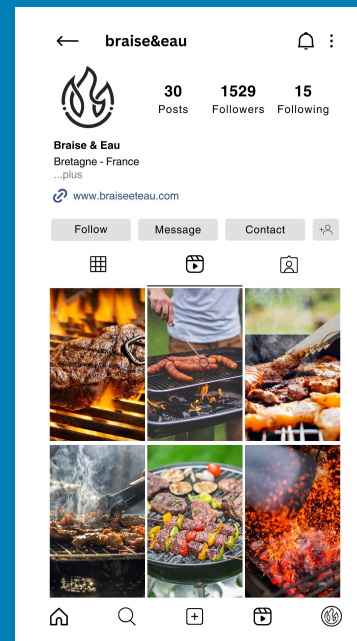 braise&eau
30 1529 15
Posts Followers Following
Braise & Eau
Bretagne - France
...plus
www.braiseeteau.com
Follow Message Contact